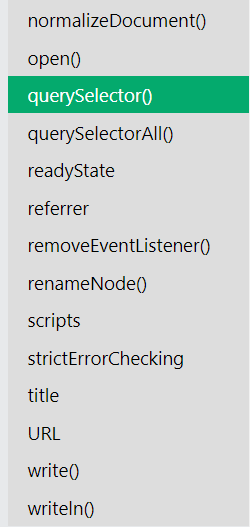 normalizeDocument()
open()
querySelector()
querySelectorAll()
readyState
referrer
removeEventListener()
renameNode()
scripts
strictErrorChecking
title
URL
write()
writeln()